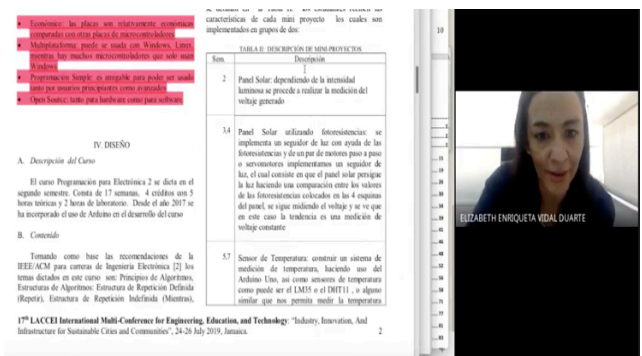 • Económico: las placas son relativamente económicas
comparadas con otras placas de microcontroladores
• Multiplataforma: puede se usada con Windows, Linux,
mientras hay muchos microcontroladores que solo usan
Windows
• Programación Simple: es amigable para poder ser usado
tanto por usuarios principiantes como avanzados
• Open Source: tanto para hardware como para software
IV. DISEÑO
A. Descripción del Curso
El curso Programación para Electrónica 2 se dicta en el
segundo semestre. Consta de 17 semanas, 4 créditos con 5
horas teóricas y 2 horas de laboratorio. Desde el año 2017 se
ha incorporado el uso de Arduino en el desarrollo del curso
B. Contenido
Tomando como base las recomendaciones de la
IEEE/ACM para carreras de Ingeniería Electrónica [2] los
temas dictados en este curso son: Principios de Algoritmos,
Estructuras de Algoritmos: Estructura de Repetición Definida
(Repetir), Estructura de Repetición Indefinida (Mientras),
características de cada mini proyecto los cuales son
implementados en grupos de dos:
TABLA II: DESCRIPCIÓN DE MINI-PROYECTOS
Sem. Descripción
2 Panel Solar: dependiendo de la intensidad
luminosa se procede a realizar la medición del
voltaje generado
3,4 Panel Solar utilizando fotoresistencias: se
implementa un seguidor de luz con ayuda de las
fotoresistencias y de un par de motores paso a paso
o servomotores implementamos un seguidor de
luz, el cual consiste en que el panel solar persigue
la luz haciendo una comparación entre los valores
de las fotoresistencias colocados en las 4 esquinas
del panel, se sigue midiendo el voltaje y se ve que
en este caso la tendencia es una medición de
voltaje constante
5,7 Sensor de Temperatura: construir un sistema de
medición de temperatura, haciendo uso del
Arduino Uno, asi como sensores de temperatura
como puede ser el LM35 o el DHT11 , o alguno
similar que nos permita medir la temperatura
17th LACCEI International Multi-Conference for Engineering, Education, and Technology: "Industry, Innovation, And
Infrastructure for Sustainable Cities and Communities", 24-26 July 2019, Jamaica.
2
10
ELIZABETH ENRIQUETA VIDAL DUARTE